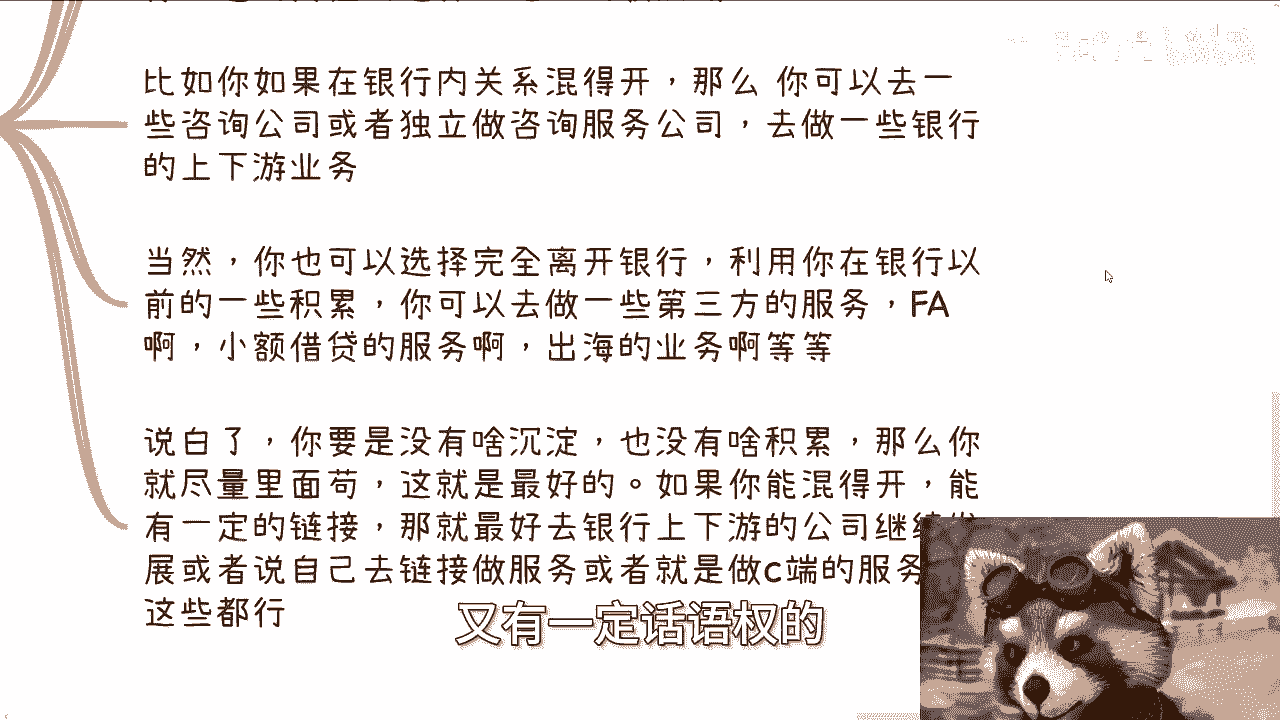 比如你如果在银行内关系混得开，那么 你可以去一
些咨询公司或者独立做咨询服务公司，去做一些银行
的上下游业务
当然，你也可以选择完全离开银行，利用你在银行以
前的一些积累，你可以去做一些第三方的服务，FA
啊，小额借贷的服务啊，出海的业务啊等等
说白了，你要是没有啥沉淀，也没有啥积累，那么你
就尽量里面苟，这就是最好的。如果你能混得开，能
有一定的链接，那就最好去银行上下游的公司继续
展或者说自己去链接做服务或者就是做c端的服务
这些都行
又有一定话语权的